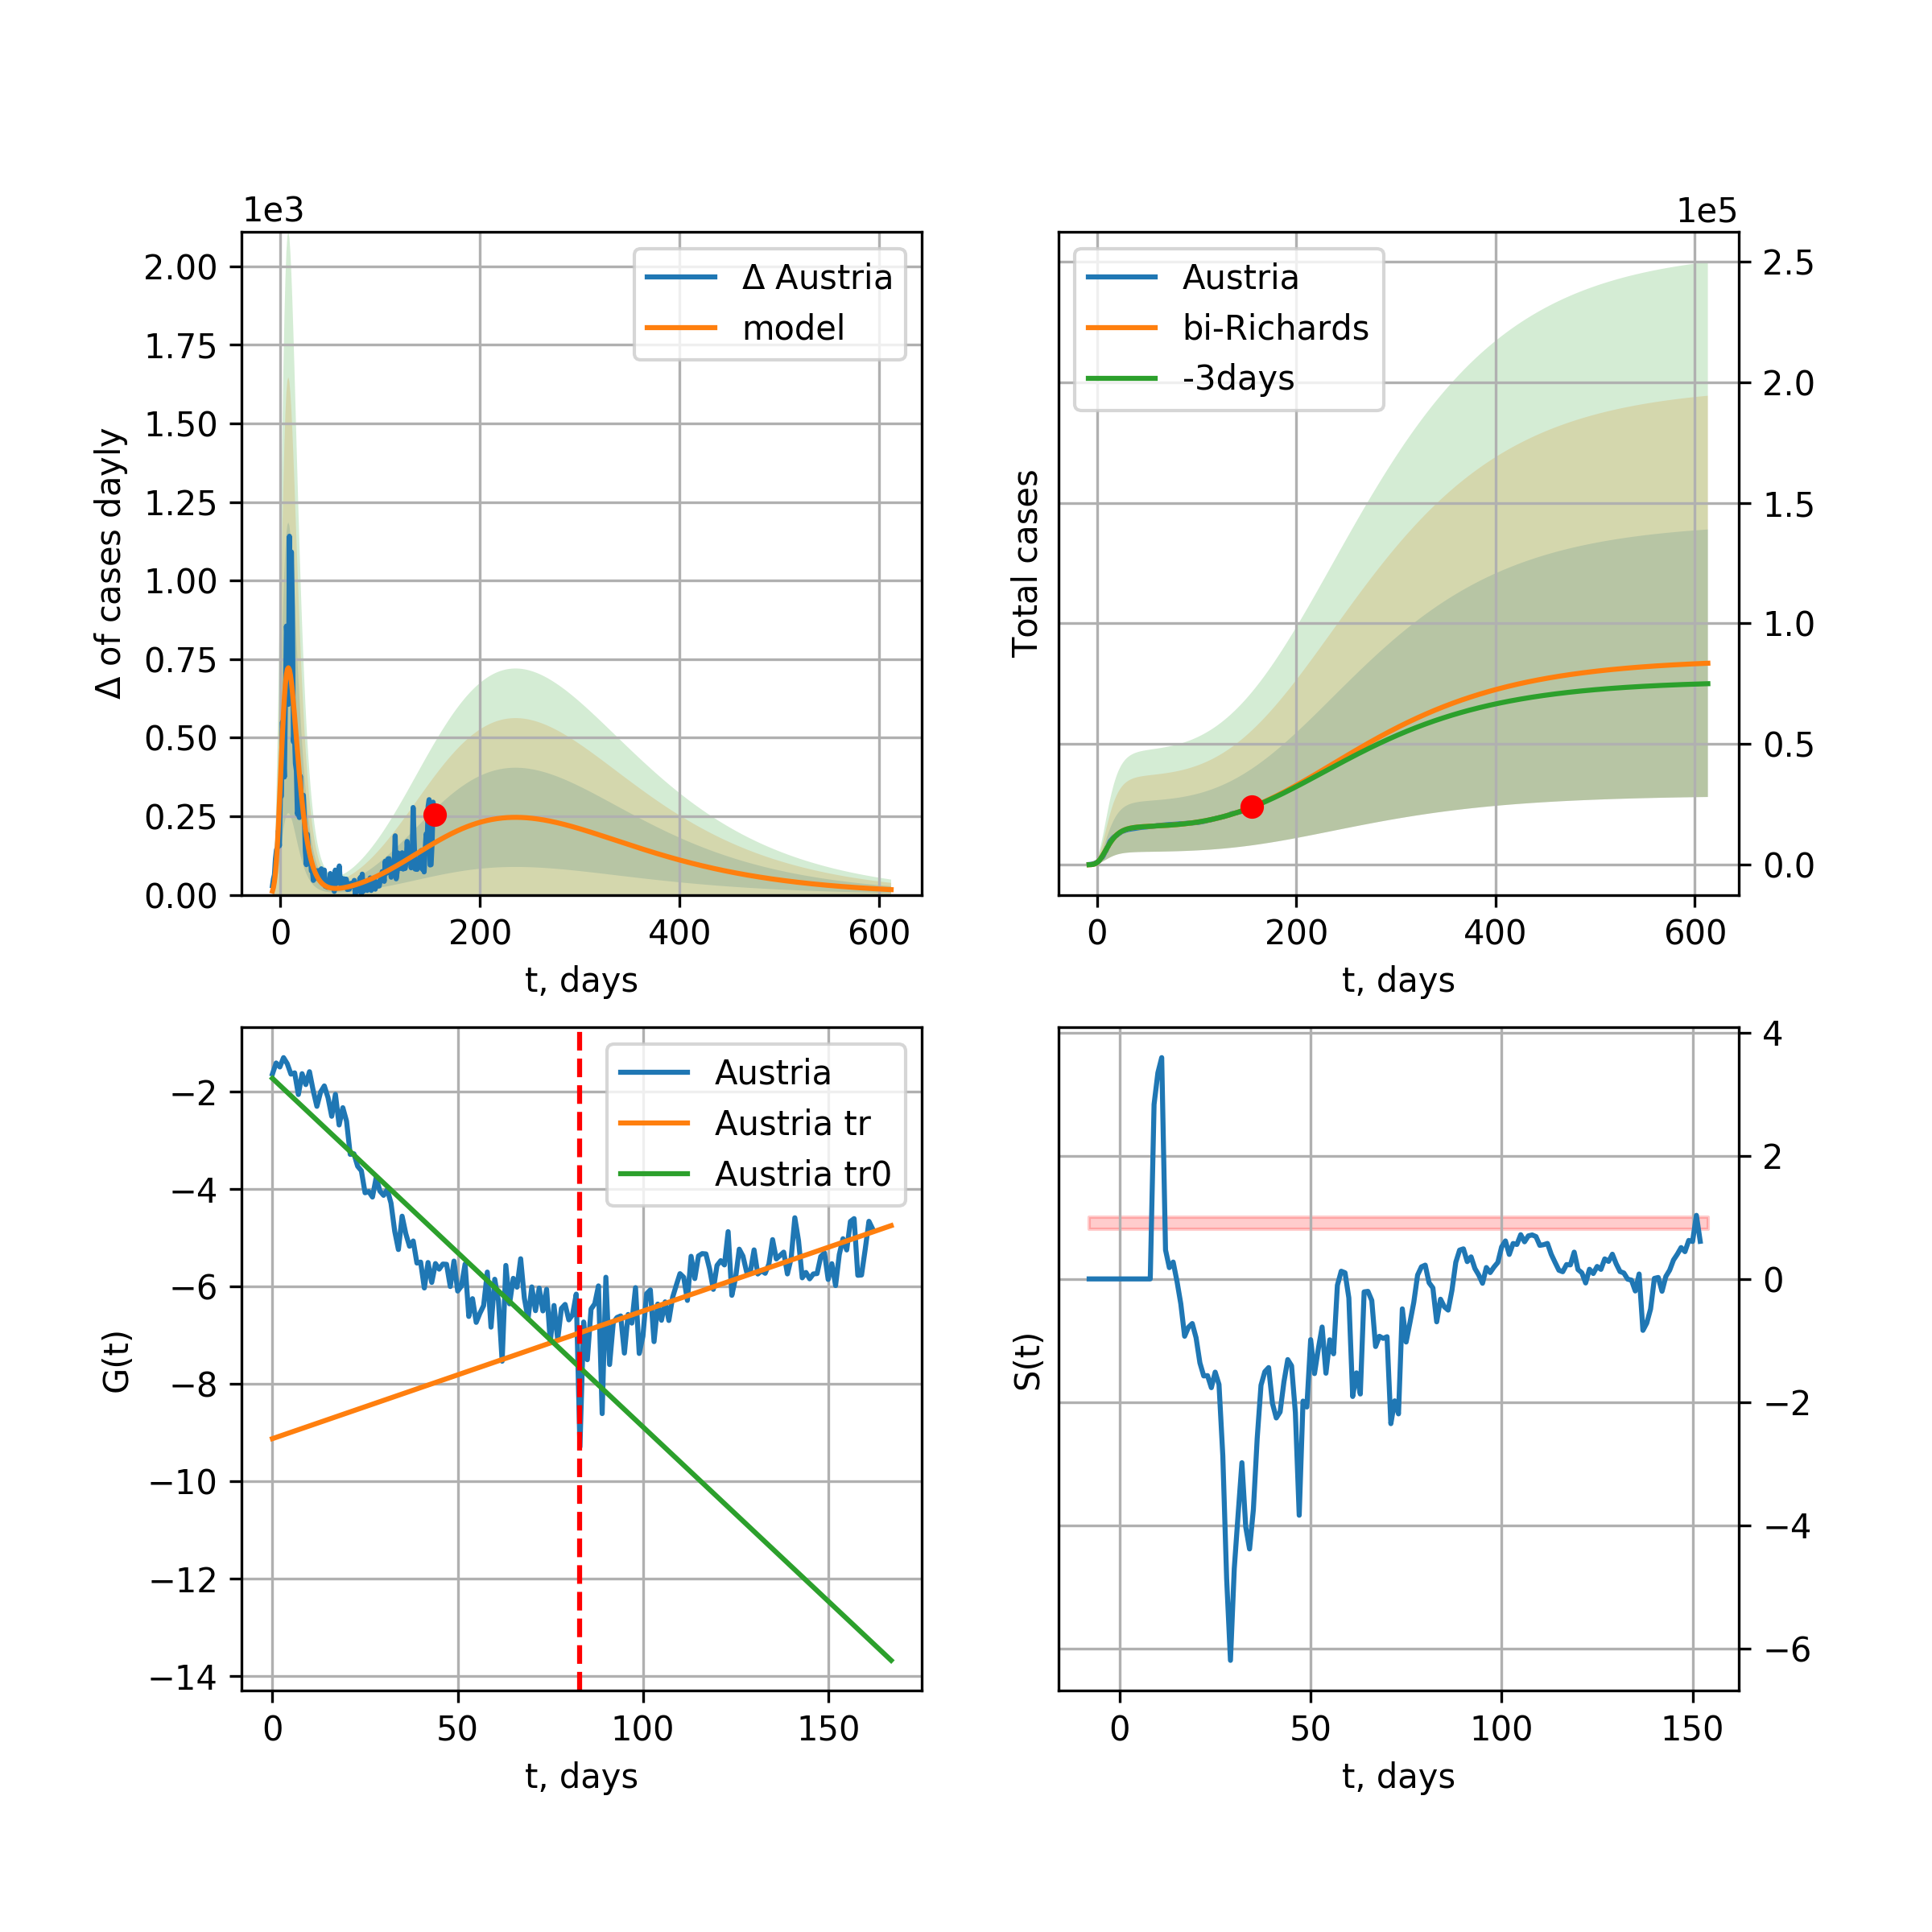 1e3
Δ of cases dayly
2.00
1.75
1.50
1.25
1.00
0.75
0.50
0.25
0.00
Δ Austria
model
0 200 400 600
t, days
1e5
Total cases
Austria
bi-Richards
-3days
2.5
2.0
1.5
1.0
0.5
0.0
0 200 400 600
t, days
G(t)
−2
−4
−6
−8
−10
−12
−14
Austria
Austria tr
Austria tr0
0 50 100 150
t, days
S(t)
4
2
0
−2
−4
−6
0 50 100 150
t, days